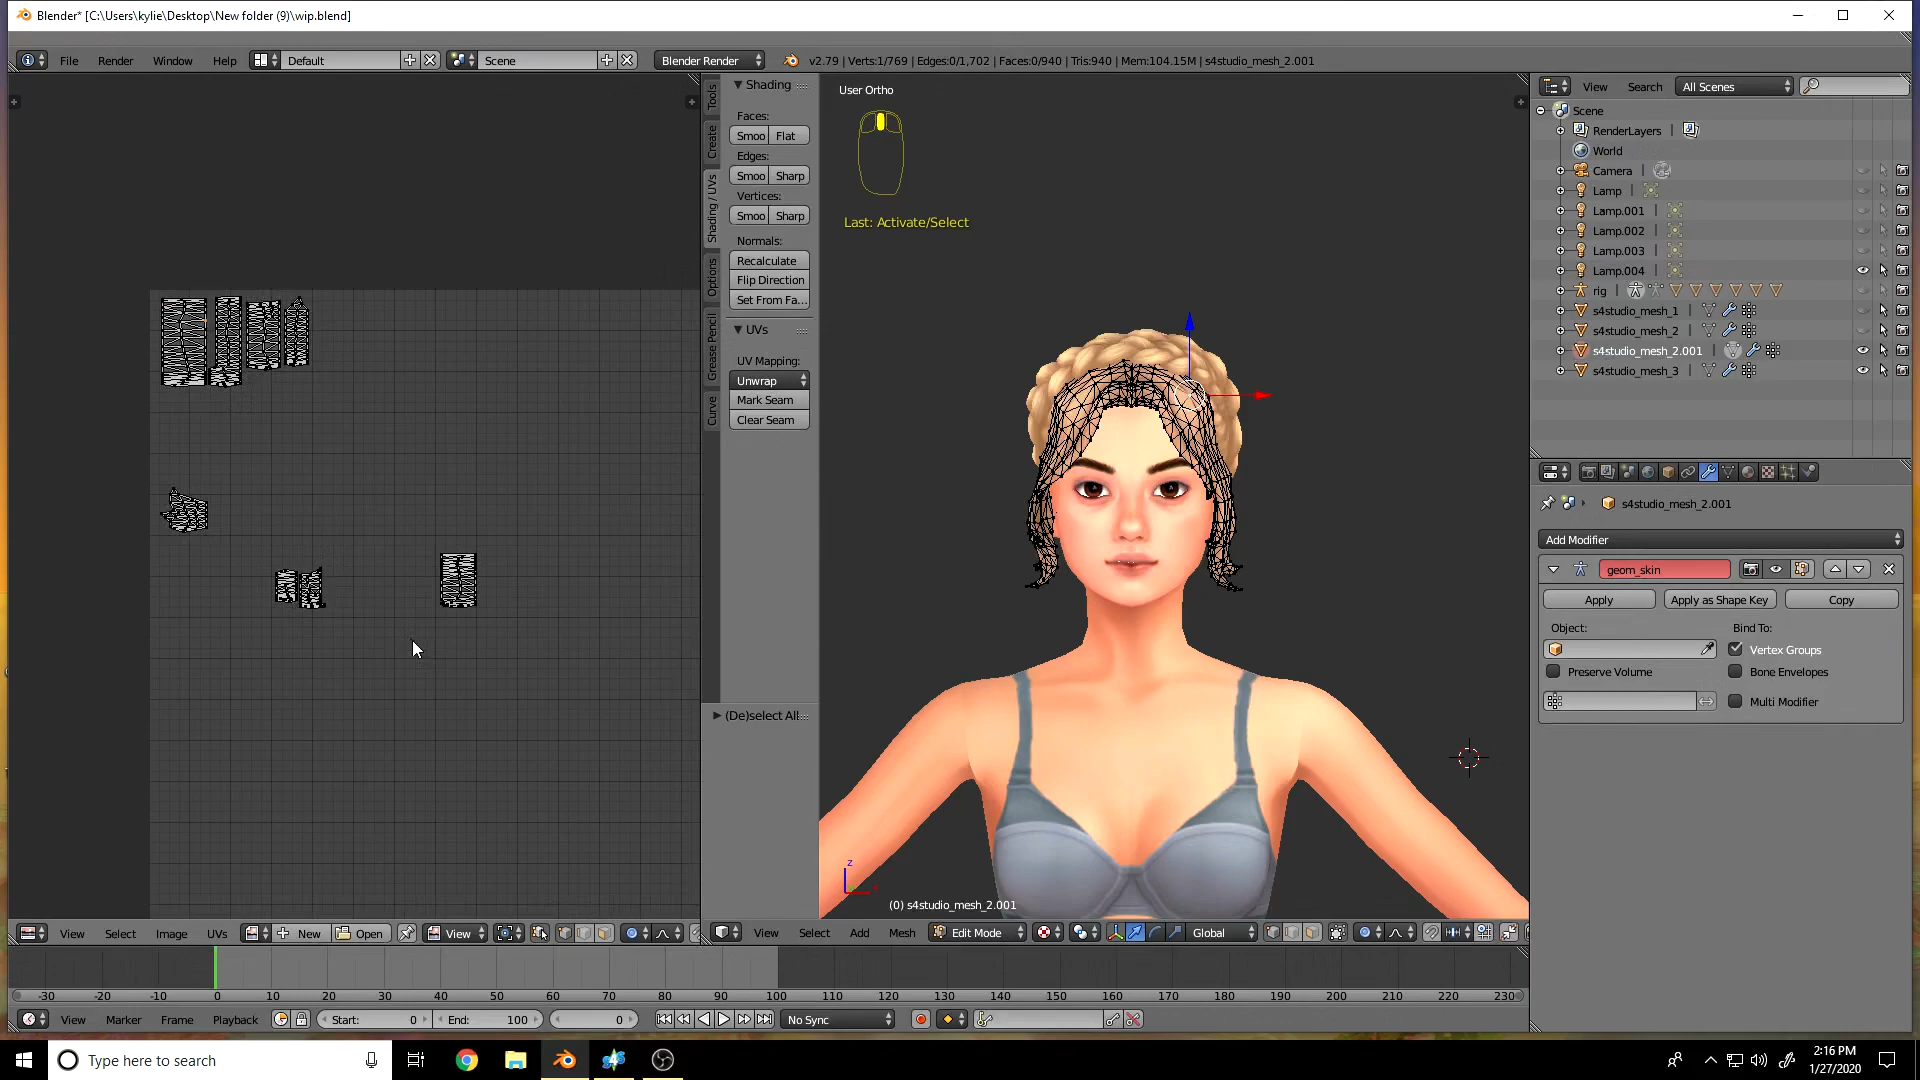 Blender* [C:\Users\kylie\Desktop\New folder (9)\wip.blend]
File Render Window Help Default Scene Blender Render v2.79 | Verts:1/769 | Edges:0/1,702 | Faces:0/940 | Tris:940 | Mem:104.15M | s4studio_mesh_2.001
Tools
Create
Shading / UVs
Options
Grease Pencil
Curve
Shading
Faces:
Smoo Flat
Edges:
Smoo Sharp
Vertices:
Smoo Sharp
Normals:
Recalculate
Flip Direction
Set From Fa...
UVs
UV Mapping:
Unwrap
Mark Seam
Clear Seam
(De)select All
User Ortho
Last: Activate/Select
z
(0) s4studio_mesh_2.001
View Search All Scenes
Scene
RenderLayers |
World
Camera |
Lamp |
Lamp.001 |
Lamp.002 |
Lamp.003 |
Lamp.004 |
rig |
s4studio_mesh_1 |
s4studio_mesh_2 |
s4studio_mesh_2.001 |
s4studio_mesh_3 |
s4studio_mesh_2.001
Add Modifier
geom_skin
Apply Apply as Shape Key Copy
Object: Bind To:
Vertex Groups
Preserve Volume Bone Envelopes
Multi Modifier
View Select Image UVs New Open View
View Select Add Mesh Edit Mode Global
-30 -20 -10 0 10 20 30 40 50 60 70 80 90 100 110 120 130 140 150 160 170 180 190 200 210 220 230
View Marker Frame Playback Start: 0 End: 100 0 No Sync
Type here to search
2:16 PM
1/27/2020